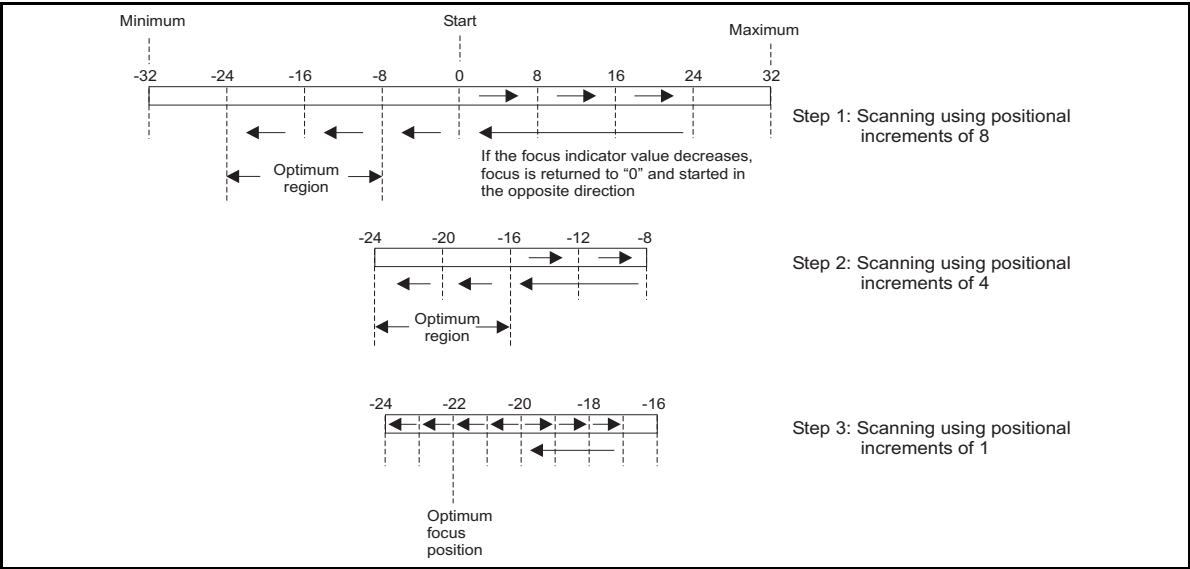 Minimum
Start
Maximum
-32 -24 -16 -8 0 8 16 24 32
Step 1: Scanning using positional
increments of 8
If the focus indicator value decreases,
focus is returned to “0” and started in
the opposite direction
Optimum
region
-24 -20 -16 -12 -8
Step 2: Scanning using positional
increments of 4
Optimum
region
-24 -22 -20 -18 -16
Step 3: Scanning using positional
increments of 1
Optimum
focus
position